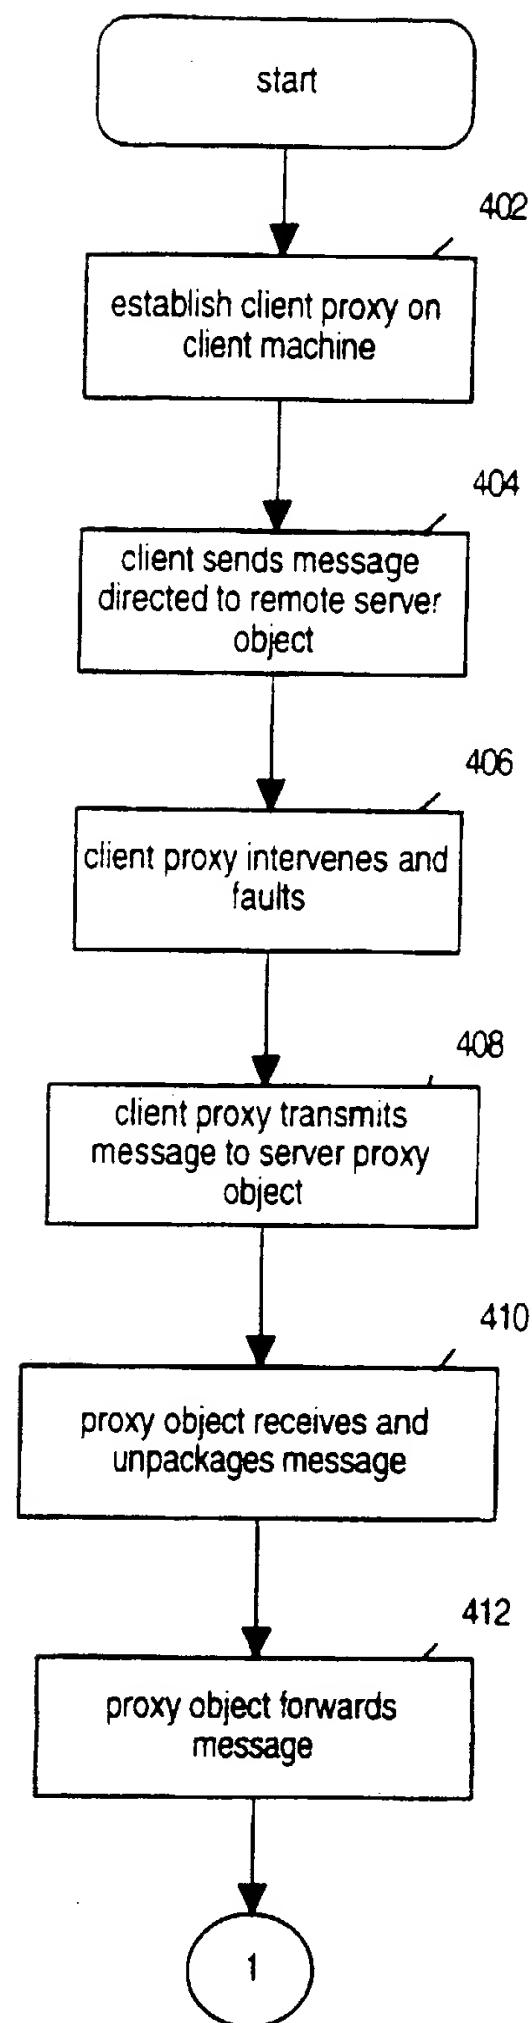 start
402
establish client proxy on
client machine
404
client sends message
directed to remote server
object
406
client proxy intervenes and
faults
408
client proxy transmits
message to server proxy
object
410
proxy object receives and
unpackages message
412
proxy object forwards
message
1